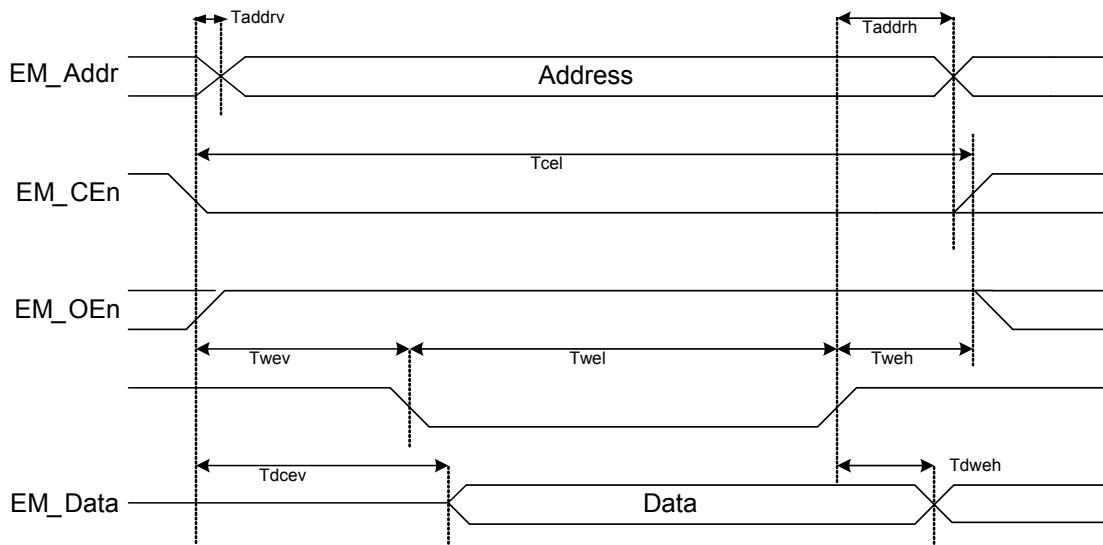 Taddrv
Taddrh
EM_Addr
Address
Tcel
EM_CEn
EM_OEn
Twev
Twel
Tweh
Tdcev
Tdweh
EM_Data
Data